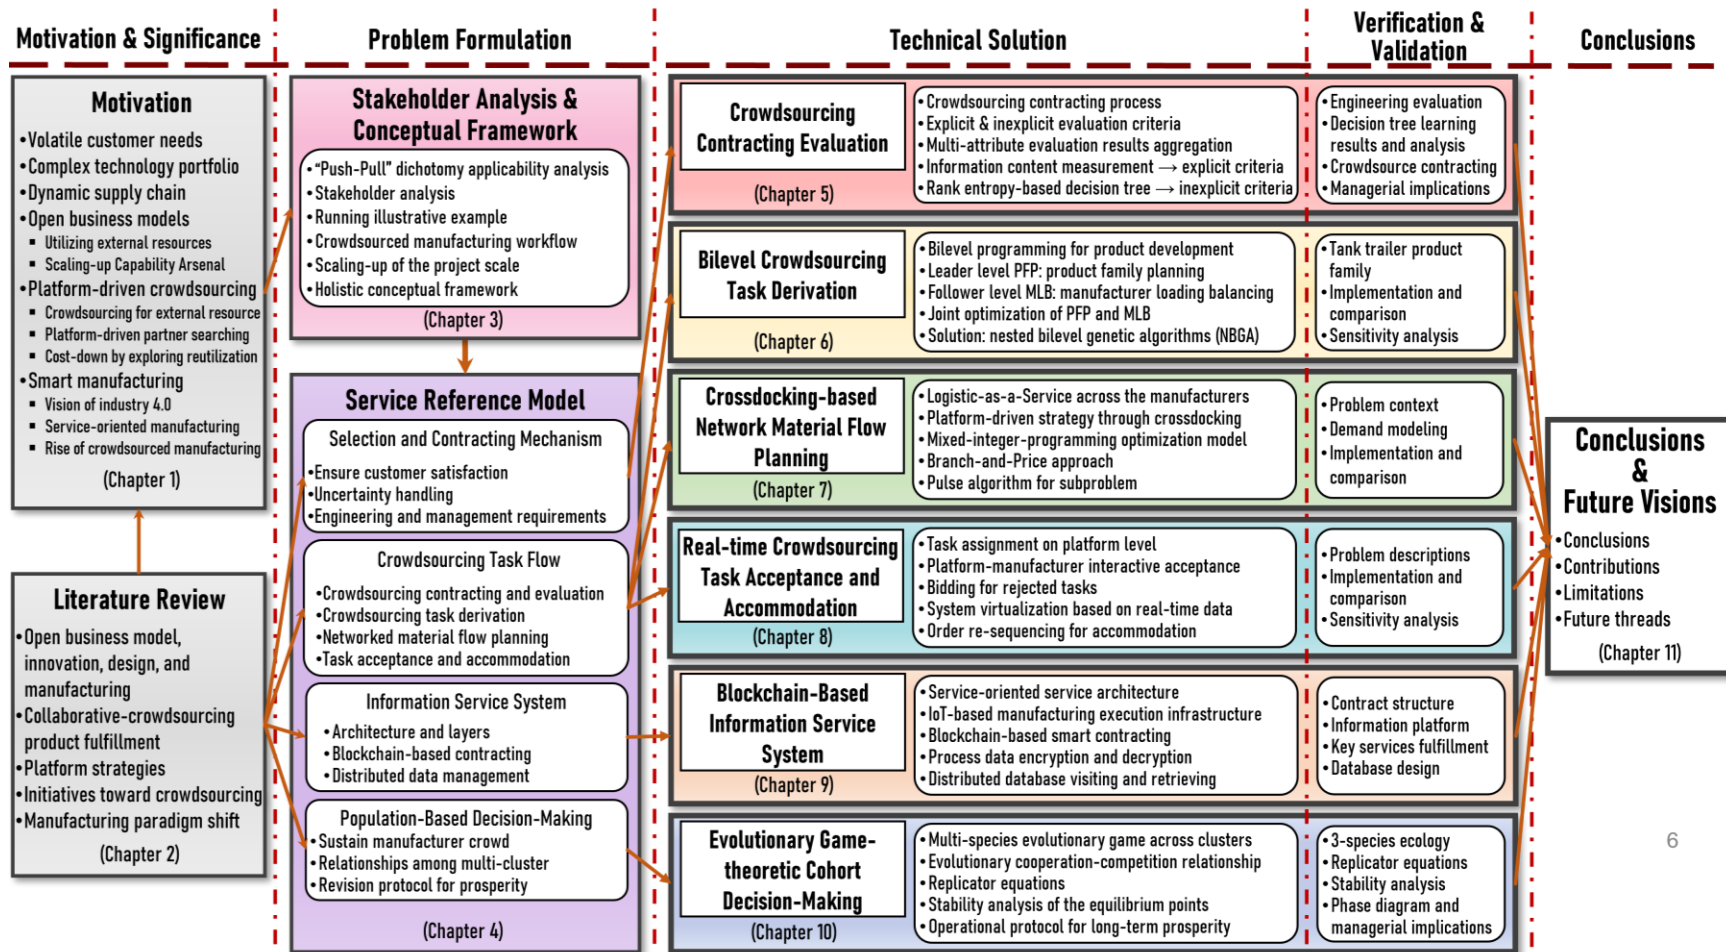 Motivation & Significance
Problem Formulation
Technical Solution
Verification &
Validation
Conclusions
Motivation
•Volatile customer needs
•Complex technology portfolio
•Dynamic supply chain
•Open business models
▪ Utilizing external resources
▪ Scaling-up Capability Arsenal
•Platform-driven crowdsourcing
▪ Crowdsourcing for external resource
▪ Platform-driven partner searching
▪ Cost-down by exploring reutilization
•Smart manufacturing
▪ Vision of industry 4.0
▪ Service-oriented manufacturing
▪ Rise of crowdsourced manufacturing
(Chapter 1)
Literature Review
•Open business model,
innovation, design, and
manufacturing
•Collaborative-crowdsourcing
product fulfillment
•Platform strategies
•Initiatives toward crowdsourcing
•Manufacturing paradigm shift
(Chapter 2)
Stakeholder Analysis &
Conceptual Framework
•“Push-Pull” dichotomy applicability analysis
•Stakeholder analysis
•Running illustrative example
•Crowdsourced manufacturing workflow
•Scaling-up of the project scale
•Holistic conceptual framework
(Chapter 3)
Service Reference Model
Selection and Contracting Mechanism
•Ensure customer satisfaction
•Uncertainty handling
•Engineering and management requirements
Crowdsourcing Task Flow
•Crowdsourcing contracting and evaluation
•Crowdsourcing task derivation
•Networked material flow planning
•Task acceptance and accommodation
Information Service System
•Architecture and layers
•Blockchain-based contracting
•Distributed data management
Population-Based Decision-Making
•Sustain manufacturer crowd
•Relationships among multi-cluster
•Revision protocol for prosperity
(Chapter 4)
Crowdsourcing
Contracting Evaluation
(Chapter 5)
•Crowdsourcing contracting process
•Explicit & inexplicit evaluation criteria
•Multi-attribute evaluation results aggregation
•Information content measurement → explicit criteria
•Rank entropy-based decision tree → inexplicit criteria
•Engineering evaluation
•Decision tree learning
results and analysis
•Crowdsource contracting
•Managerial implications
Bilevel Crowdsourcing
Task Derivation
(Chapter 6)
•Bilevel programming for product development
•Leader level PFP: product family planning
•Follower level MLB: manufacturer loading balancing
•Joint optimization of PFP and MLB
•Solution: nested bilevel genetic algorithms (NBGA)
•Tank trailer product
family
•Implementation and
comparison
•Sensitivity analysis
Crossdocking-based
Network Material Flow
Planning
(Chapter 7)
•Logistic-as-a-Service across the manufacturers
•Platform-driven strategy through crossdocking
•Mixed-integer-programming optimization model
•Branch-and-Price approach
•Pulse algorithm for subproblem
•Problem context
•Demand modeling
•Implementation and
comparison
Real-time Crowdsourcing
Task Acceptance and
Accommodation
(Chapter 8)
•Task assignment on platform level
•Platform-manufacturer interactive acceptance
•Bidding for rejected tasks
•System virtualization based on real-time data
•Order re-sequencing for accommodation
•Problem descriptions
•Implementation and
comparison
•Sensitivity analysis
Blockchain-Based
Information Service
System
(Chapter 9)
•Service-oriented service architecture
•IoT-based manufacturing execution infrastructure
•Blockchain-based smart contracting
•Process data encryption and decryption
•Distributed database visiting and retrieving
•Contract structure
•Information platform
•Key services fulfillment
•Database design
Evolutionary Game-
theoretic Cohort
Decision-Making
(Chapter 10)
•Multi-species evolutionary game across clusters
•Evolutionary cooperation-competition relationship
•Replicator equations
•Stability analysis of the equilibrium points
•Operational protocol for long-term prosperity
•3-species ecology
•Replicator equations
•Stability analysis
•Phase diagram and
managerial implications
Conclusions
&
Future Visions
•Conclusions
•Contributions
•Limitations
•Future threads
(Chapter 11)
6